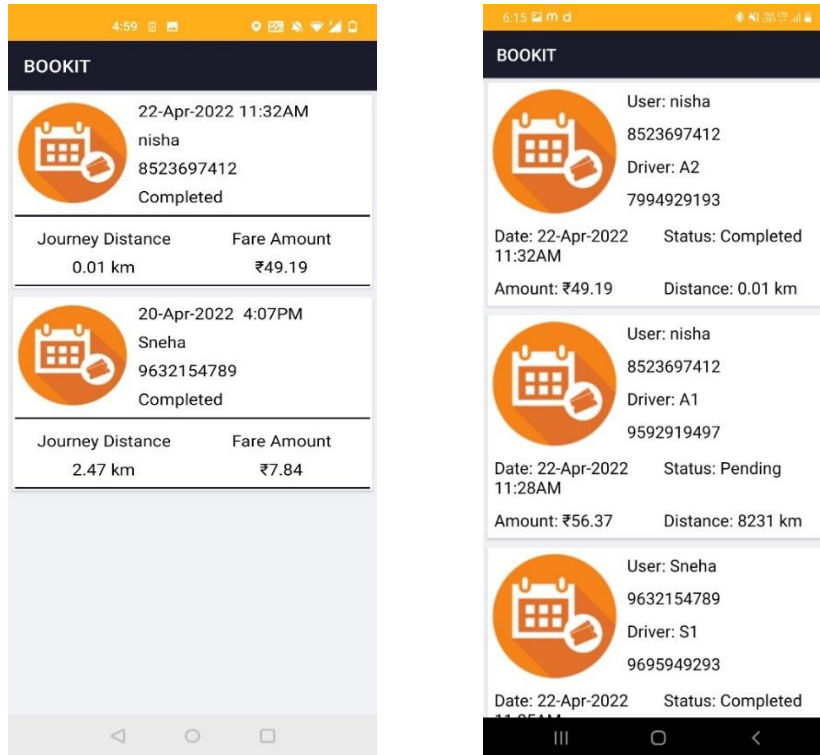 4:59
BOOKIT
22-Apr-2022 11:32AM
nisha
8523697412
Completed
Journey Distance Fare Amount
0.01 km ₹49.19
20-Apr-2022 4:07PM
Sneha
9632154789
Completed
Journey Distance Fare Amount
2.47 km ₹7.84
6:15 m d
BOOKIT
User: nisha
8523697412
Driver: A2
7994929193
Date: 22-Apr-2022 Status: Completed
11:32AM
Amount: ₹49.19 Distance: 0.01 km
User: nisha
8523697412
Driver: A1
9592919497
Date: 22-Apr-2022 Status: Pending
11:28AM
Amount: ₹56.37 Distance: 8231 km
User: Sneha
9632154789
Driver: S1
9695949293
Date: 22-Apr-2022 Status: Completed